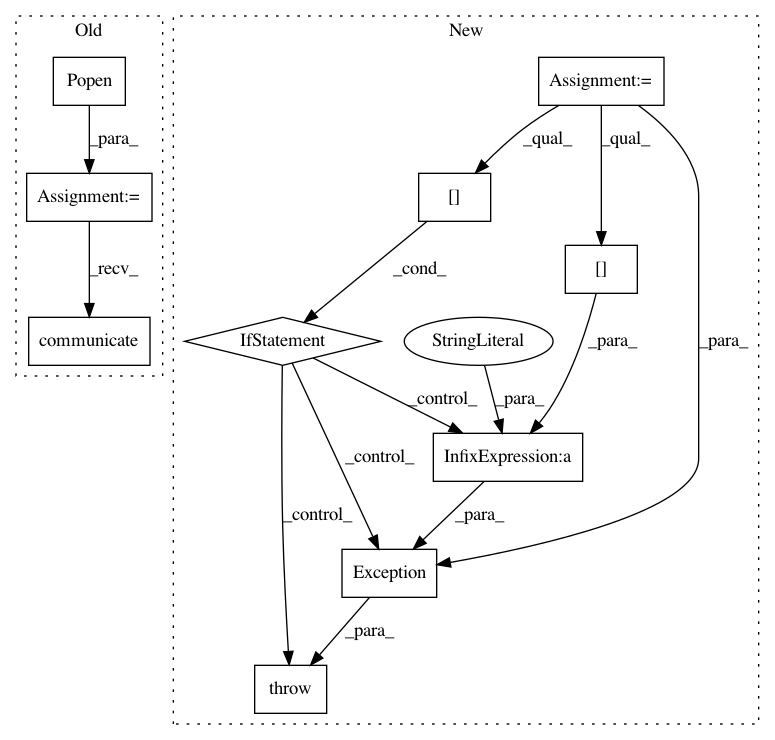 Old
New
Popen
Assignment:=
_para_
_qual_
_qual_
Assignment:=
[]
[]
_recv_
_cond_
communicate
IfStatement
StringLiteral
_para_
_para_
_control_
_para_
InfixExpression:a
_control_
_control_
_para_
Exception
_para_
throw